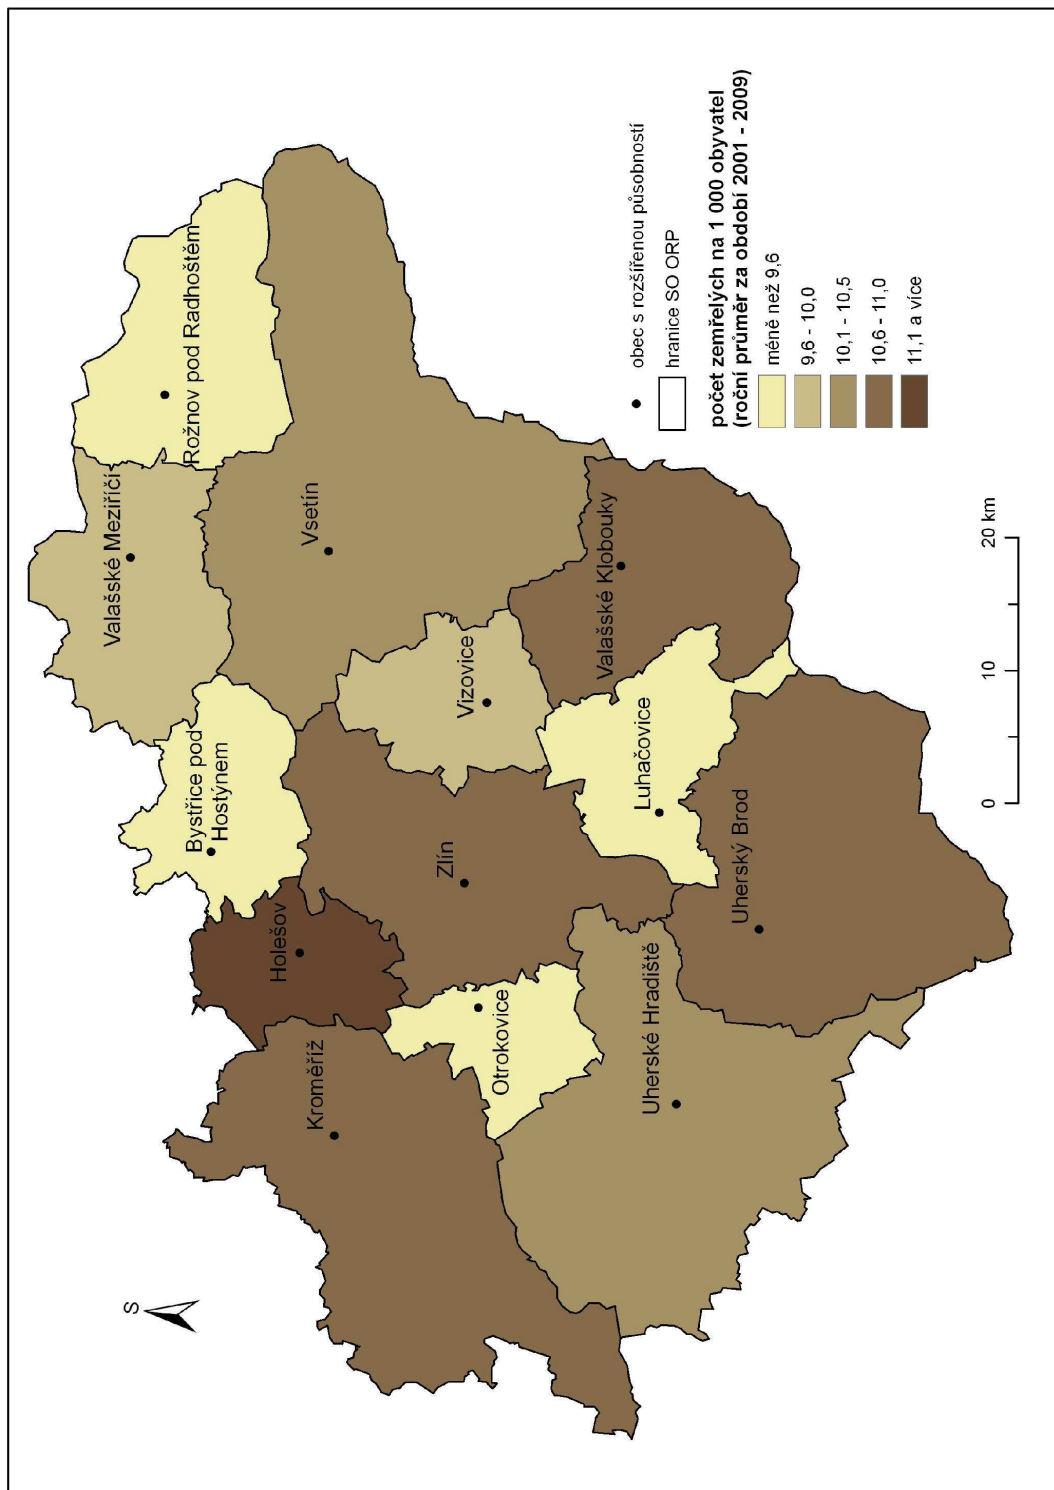 S
Valašské Meziříčí
Rožnov pod Radhoštěm
Bystřice pod
Hostýnem
Holešov
Kroměříž
Vsetín
Zlín
Vizovice
Otrokovice
Valašské Klobouky
Luhačovice
Uherské Hradiště
Uherský Brod
obec s rozšířenou působností
hranice SO ORP
počet zemřelých na 1 000 obyvatel
(roční průměr za období 2001 - 2009)
méně než 9,6
9,6 - 10,0
10,1 - 10,5
10,6 - 11,0
11,1 a více
0 10 20 km